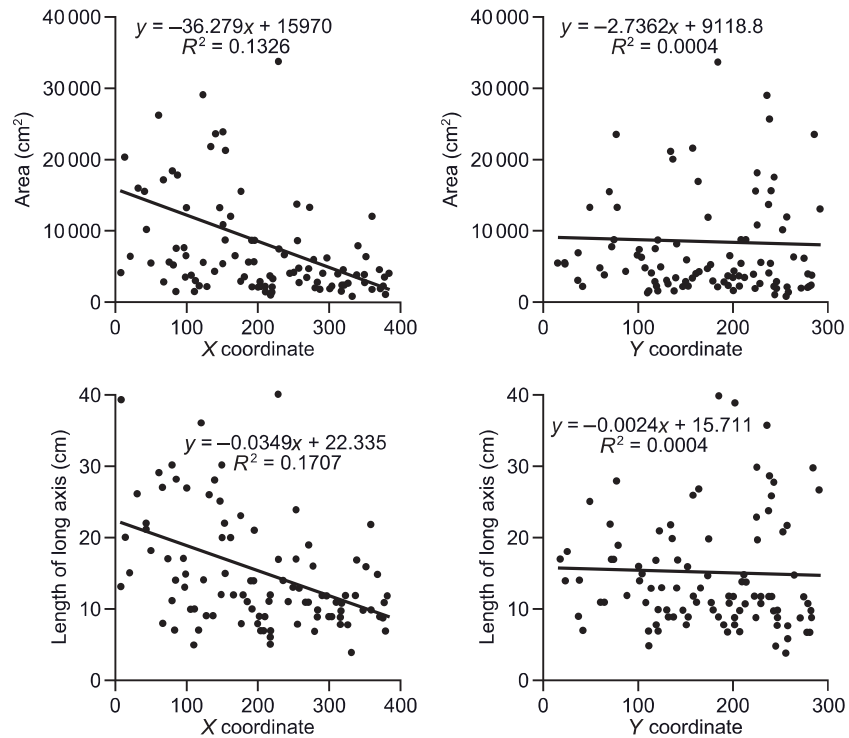 40 000
30 000
20 000
10 000
0
Area (cm²)
y = –36.279x + 15970
R² = 0.1326
0 100 200 300 400
X coordinate
40 000
30 000
20 000
10 000
0
Area (cm²)
y = –2.7362x + 9118.8
R² = 0.0004
0 100 200 300
Y coordinate
40
30
20
10
0
Length of long axis (cm)
y = –0.0349x + 22.335
R² = 0.1707
0 100 200 300 400
X coordinate
40
30
20
10
0
Length of long axis (cm)
y = –0.0024x + 15.711
R² = 0.0004
0 100 200 300
Y coordinate